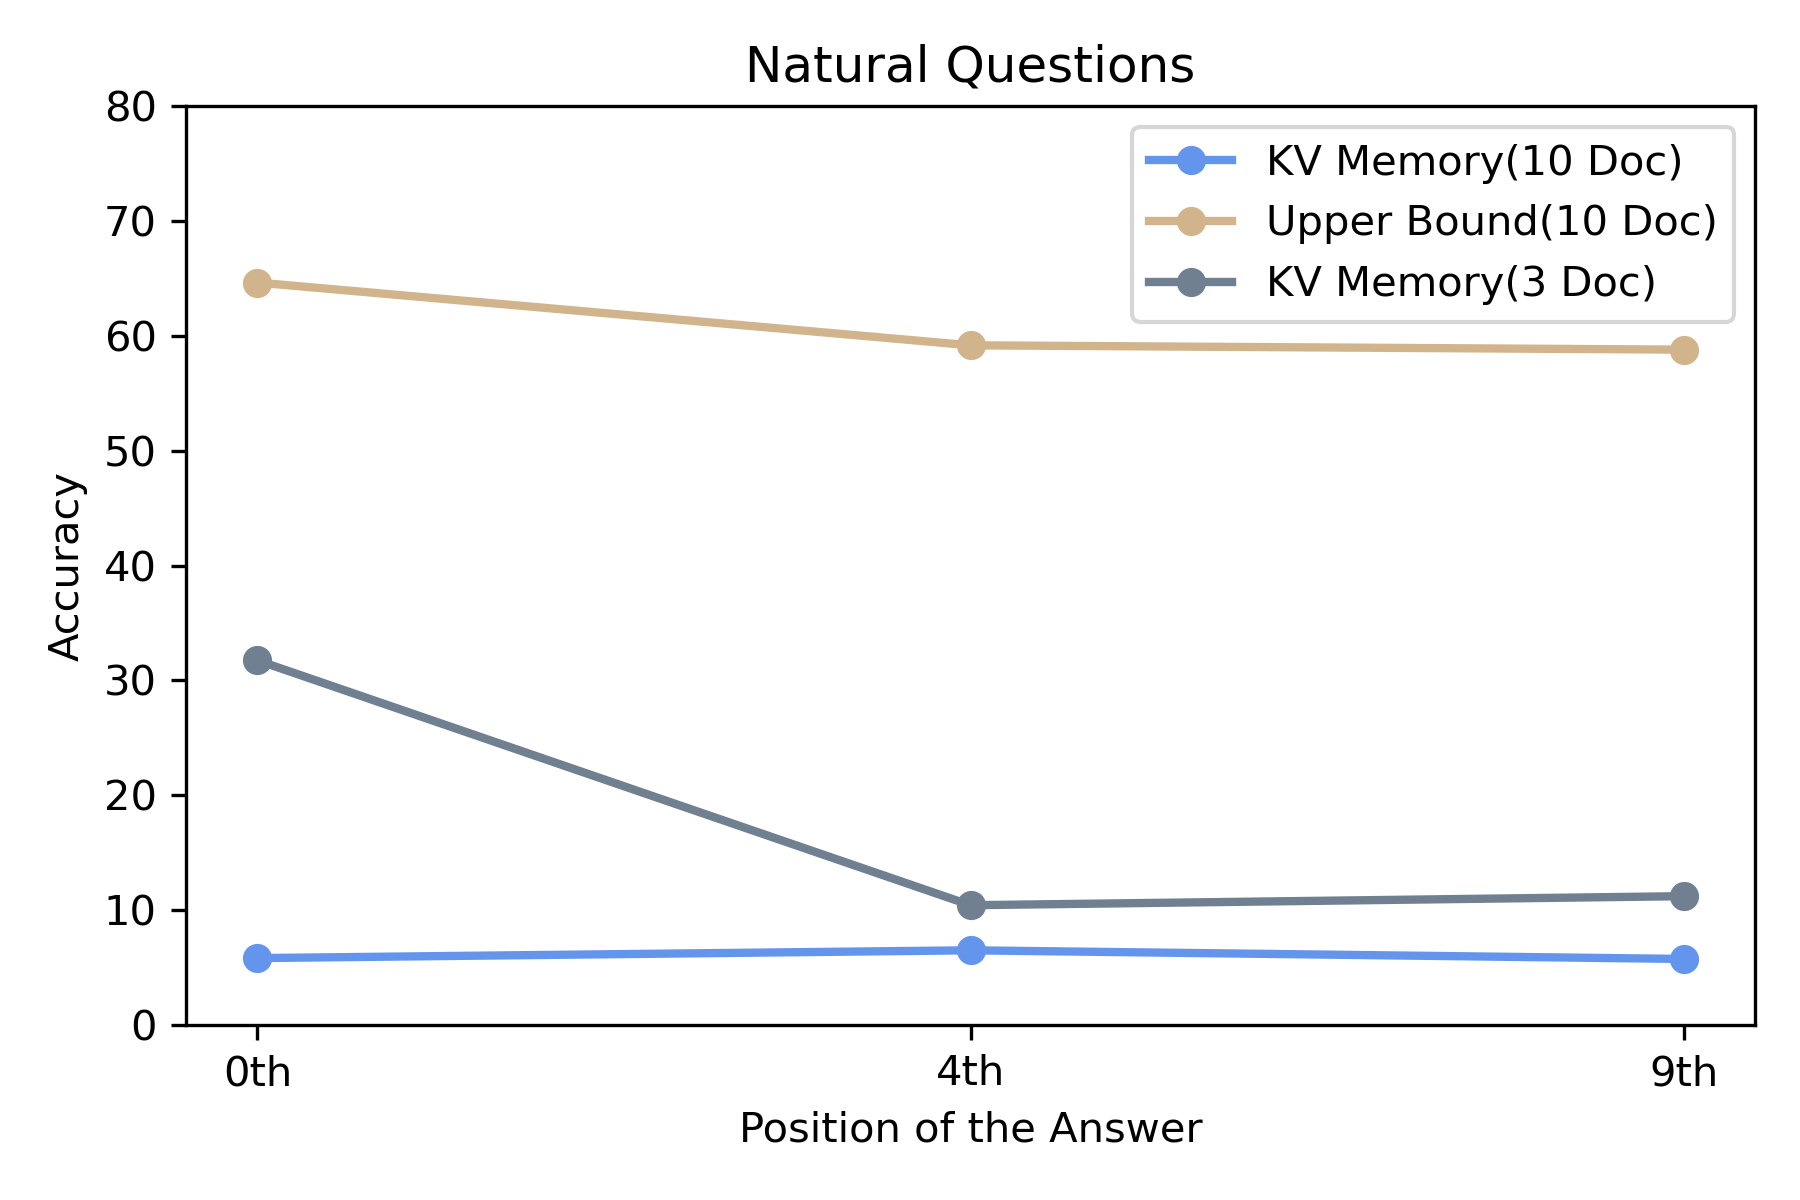 Natural Questions
80
70
60
50
40
30
20
10
0
Accuracy
KV Memory(10 Doc)
Upper Bound(10 Doc)
KV Memory(3 Doc)
0th
4th
9th
Position of the Answer